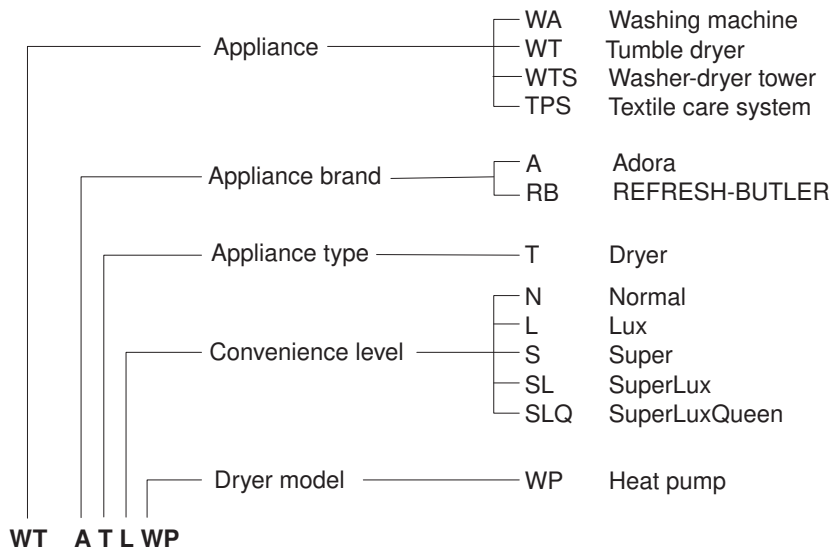 WA Washing machine
Appliance WT Tumble dryer
WTS Washer-dryer tower
TPS Textile care system
A Adora
Appliance brand
RB REFRESH-BUTLER
Appliance type T Dryer
N Normal
L Lux
Convenience level S Super
SL SuperLux
SLQ SuperLuxQueen
Dryer model WP Heat pump
WT A T L WP